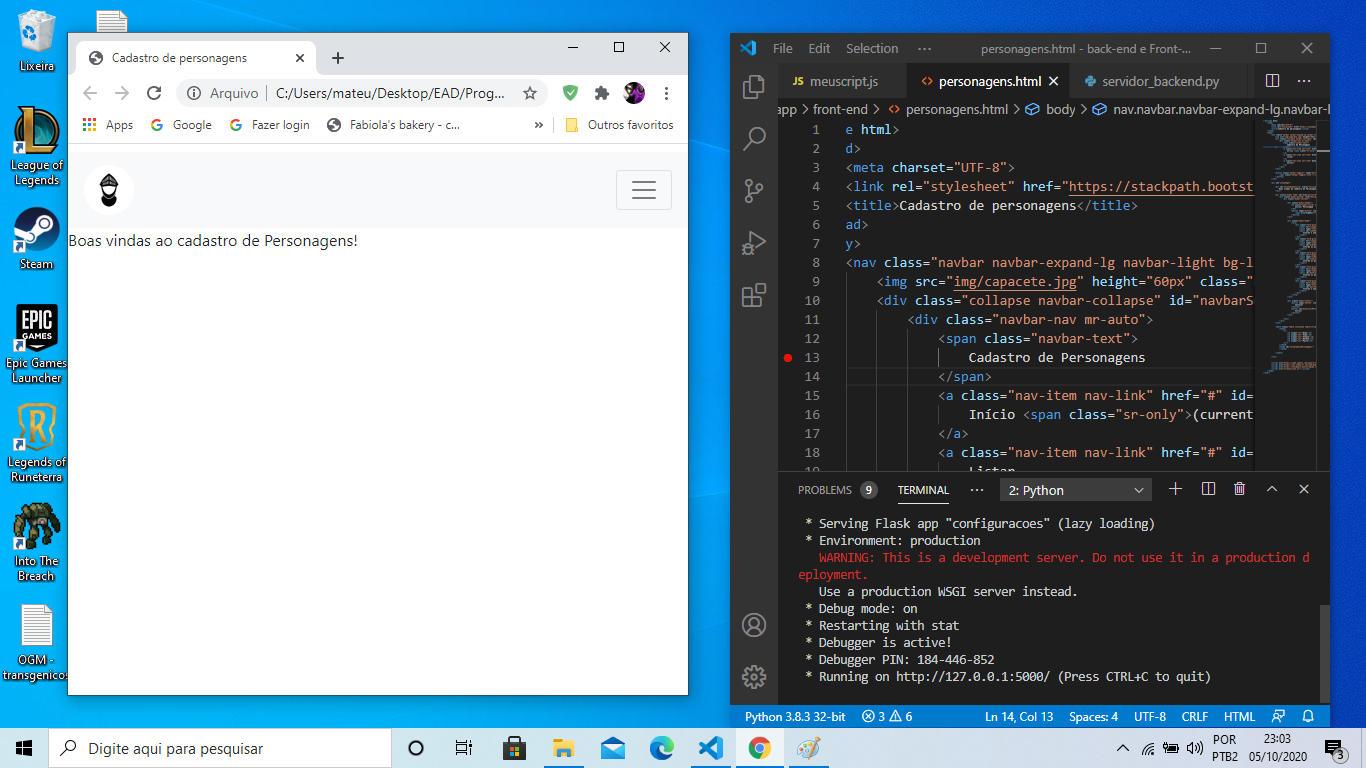 Lixeira
League of
Legends
Steam
EPIC
GAMES
Epic Games
Launcher
Legends of
Runeterra
Into The
Breach
OGM -
transgenicos
Cadastro de personagens
Arquivo
C:/Users/mateu/Desktop/EAD/Prog...
Apps
Google
Fazer login
Fabiola's bakery - c...
»
Outros favoritos
Boas vindas ao cadastro de Personagens!
File Edit Selection ···
personagens.html - back-end e Front-...
JS meuscript.js
<> personagens.html
servidor_backend.py
app > front-end > <> personagens.html > body > nav.navbar.navbar-expand-lg.navbar-l
1 e html>
2 d>
3 <meta charset="UTF-8">
4 <link rel="stylesheet" href="https://stackpath.bootst
5 <title>Cadastro de personagens</title>
6 ad>
7 y>
8 <nav class="navbar navbar-expand-lg navbar-light bg-l
9 <img src="img/capacete.jpg" height="60px" class="
10 <div class="collapse navbar-collapse" id="navbarS
11 <div class="navbar-nav mr-auto">
12 <span class="navbar-text">
13 Cadastro de Personagens
14 </span>
15 <a class="nav-item nav-link" href="#" id=
16 Início <span class="sr-only">(current
17 </a>
18 <a class="nav-item nav-link" href="#" id=
19 Listar
PROBLEMS 9 TERMINAL ··· 2: Python
* Serving Flask app "configuracoes" (lazy loading)
* Environment: production
WARNING: This is a development server. Do not use it in a production d
eployment.
Use a production WSGI server instead.
* Debug mode: on
* Restarting with stat
* Debugger is active!
* Debugger PIN: 184-446-852
* Running on http://127.0.0.1:5000/ (Press CTRL+C to quit)
Python 3.8.3 32-bit 3 6 Ln 14, Col 13 Spaces: 4 UTF-8 CRLF HTML
Digite aqui para pesquisar
POR
PTB2
23:03
05/10/2020
3